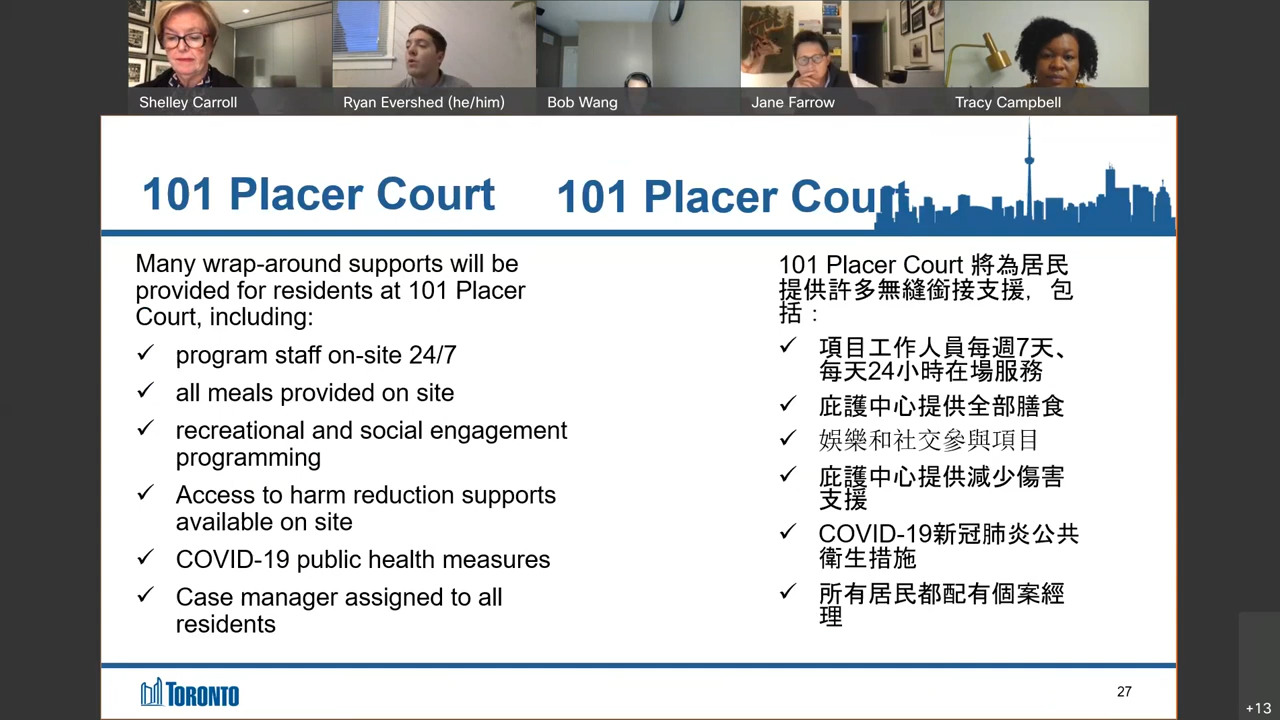 Shelley Carroll
Ryan Evershed (he/him)
Bob Wang
Jane Farrow
Tracy Campbell
101 Placer Court
101 Placer Court
Many wrap-around supports will be
provided for residents at 101 Placer
Court, including:
✓ program staff on-site 24/7
✓ all meals provided on site
✓ recreational and social engagement
programming
✓ Access to harm reduction supports
available on site
✓ COVID-19 public health measures
✓ Case manager assigned to all
residents
101 Placer Court 將為居民
提供許多無縫銜接支援，包
括：
✓ 項目工作人員每週7天、
每天24小時在場服務
✓ 庇護中心提供全部膳食
✓ 娛樂和社交參與項目
✓ 庇護中心提供減少傷害
支援
✓ COVID-19新冠肺炎公共
衛生措施
✓ 所有居民都配有個案經
理
TORONTO
27
+13